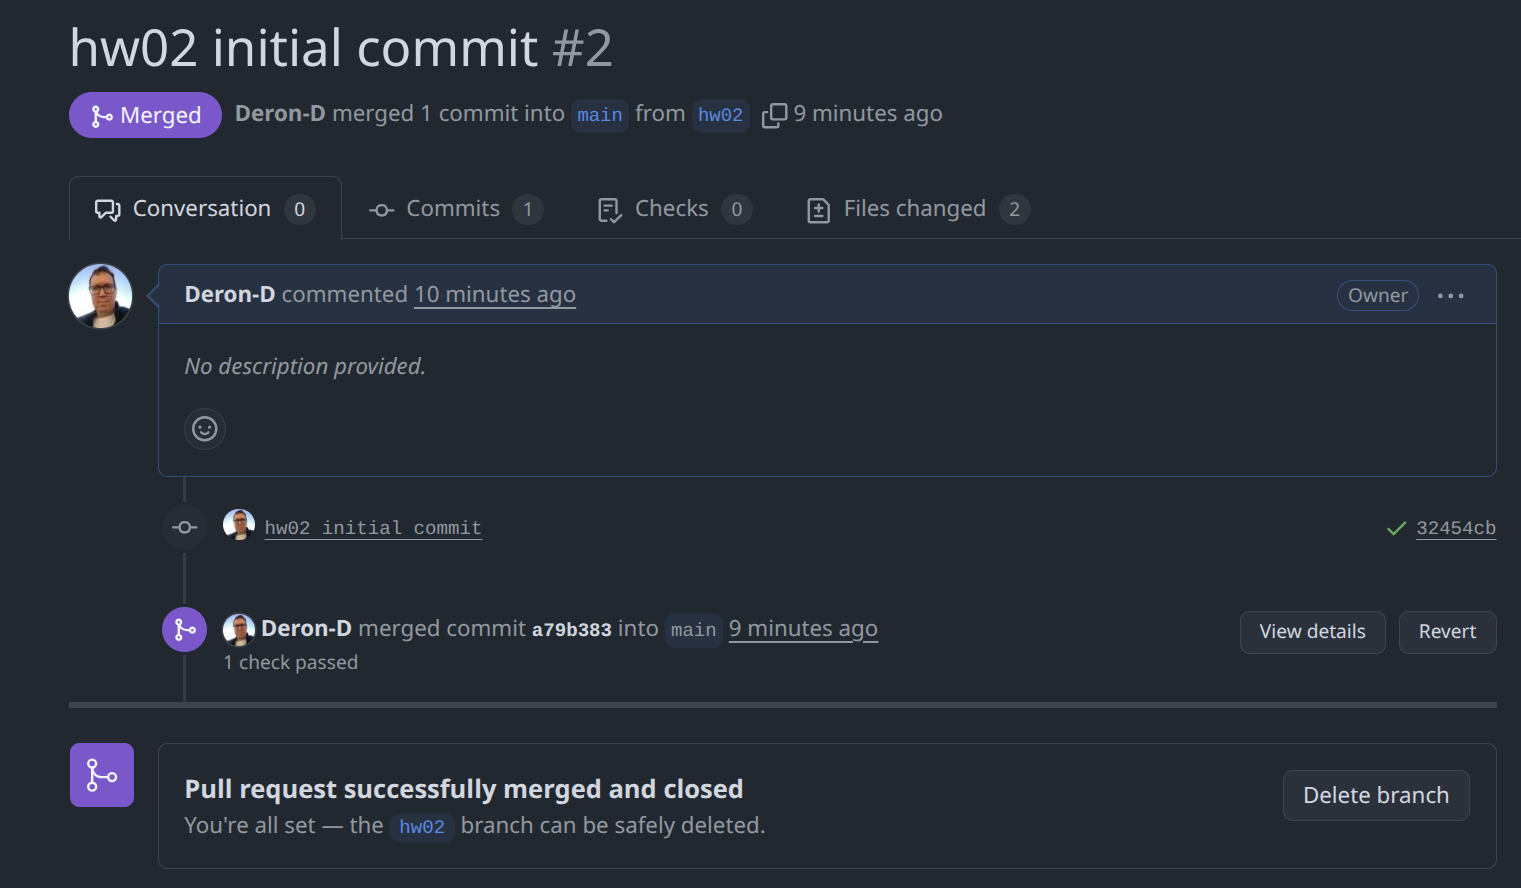 hw02 initial commit #2
Merged Deron-D merged 1 commit into main from hw02 9 minutes ago
Conversation 0 Commits 1 Checks 0 Files changed 2
Deron-D commented 10 minutes ago Owner
No description provided.
hw02 initial commit 32454cb
Deron-D merged commit a79b383 into main 9 minutes ago View details Revert
1 check passed
Pull request successfully merged and closed
Delete branch
You're all set — the hw02 branch can be safely deleted.